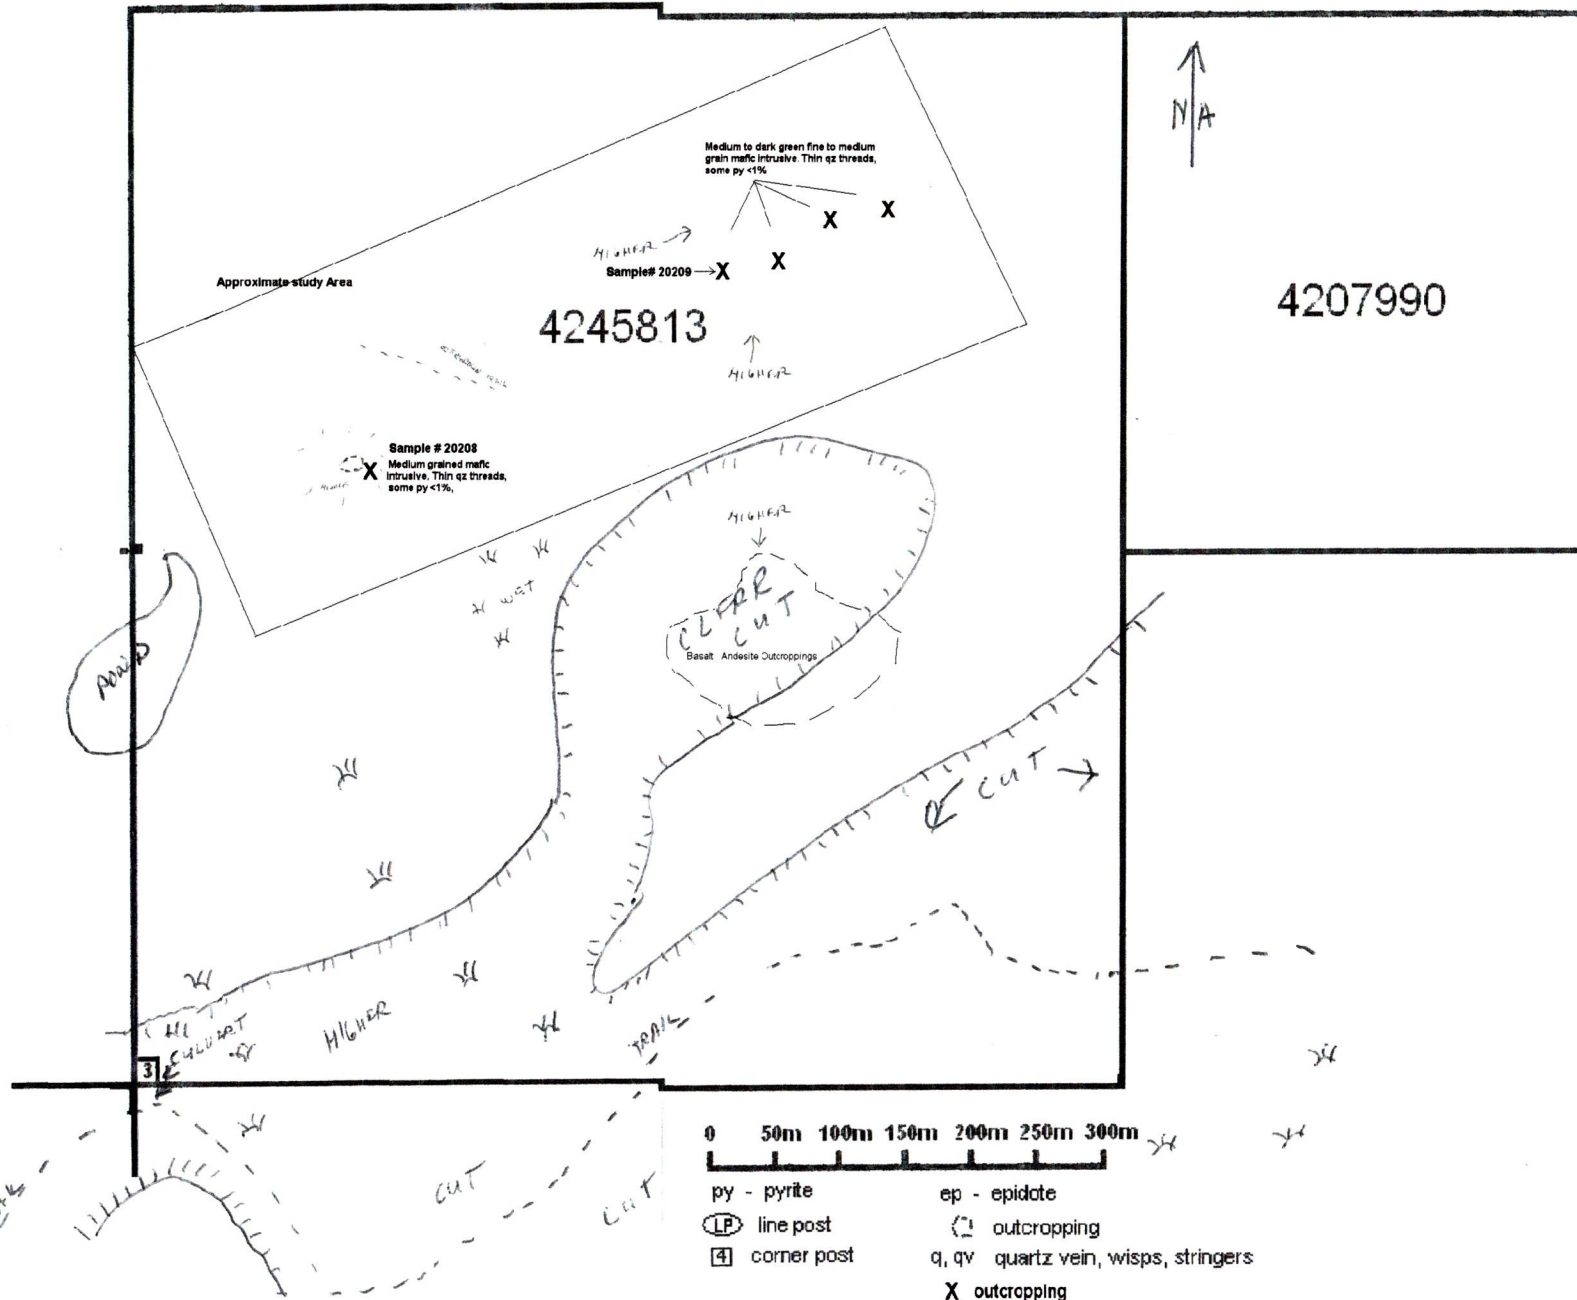 N/A
Medium to dark green fine to medium
grain mafic intrusive. Thin qz threads,
some py <1%
X
X
HIGHER
Sample# 20209
X
X
Approximate study Area
4245813
4207990
HIGHER
Sample # 20208
X
Medium grained mafic
intrusive. Thin qz threads,
some py <1%,
HIGHER
HIGHER
WET
CLEAR
CUT
Basalt Andesite Outcroppings
POND
CUT
HIGHER
CULVART
TRAIL
3
CUT
CUT
0 50m 100m 150m 200m 250m 300m
py - pyrite
ep - epidote
LP line post
outcropping
4 corner post
q, qv quartz vein, wisps, stringers
X outcropping